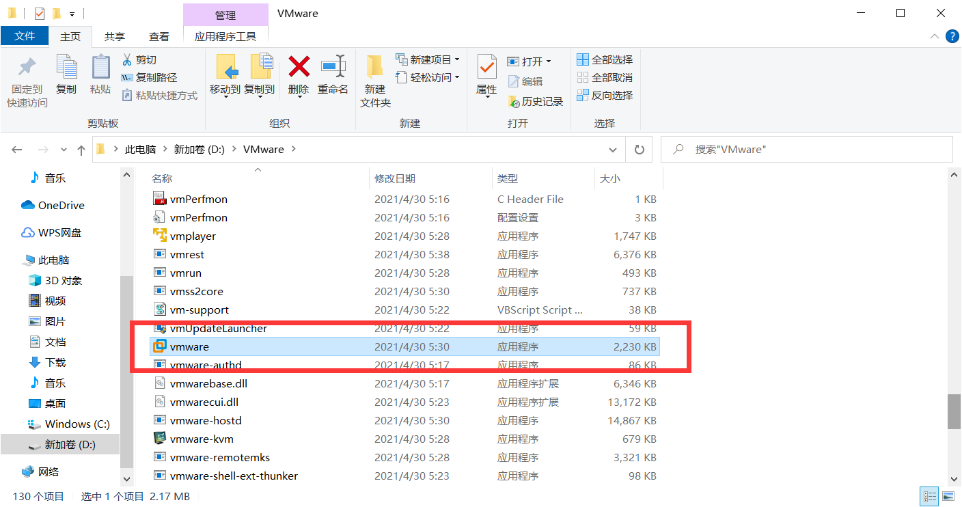 管理 VMware
文件 主页 共享 查看 应用程序工具
固定到 快速访问
复制
粘贴
剪切
复制路径
粘贴快捷方式
剪贴板
移动到 复制到 删除 重命名
组织
新建 文件夹
新建项目
轻松访问
新建
属性
打开
编辑
历史记录
打开
全部选择
全部取消
反向选择
选择
此电脑 新加卷 (D:) VMware
搜索"VMware"
音乐
OneDrive
WPS网盘
此电脑
3D 对象
视频
图片
文档
下载
音乐
桌面
Windows (C:)
新加卷 (D:)
网络
名称 修改日期 类型 大小
vmPerfmon 2021/4/30 5:16 C Header File 1 KB
vmPerfmon 2021/4/30 5:16 配置设置 3 KB
vmplayer 2021/4/30 5:28 应用程序 1,747 KB
vmrest 2021/4/30 5:38 应用程序 6,376 KB
vmrun 2021/4/30 5:28 应用程序 493 KB
vmss2core 2021/4/30 5:30 应用程序 737 KB
vm-support 2021/4/30 5:22 VBScript Script ... 38 KB
vmUpdateLauncher 2021/4/30 5:22 应用程序 59 KB
vmware 2021/4/30 5:30 应用程序 2,230 KB
vmware-authd 2021/4/30 5:17 应用程序 86 KB
vmwarebase.dll 2021/4/30 5:17 应用程序扩展 6,346 KB
vmwarecui.dll 2021/4/30 5:23 应用程序扩展 13,172 KB
vmware-hostd 2021/4/30 5:30 应用程序 14,867 KB
vmware-kvm 2021/4/30 5:28 应用程序 679 KB
vmware-remotemks 2021/4/30 5:28 应用程序 3,321 KB
vmware-shell-ext-thunker 2021/4/30 5:23 应用程序 98 KB
130 个项目 选中 1 个项目 2.17 MB